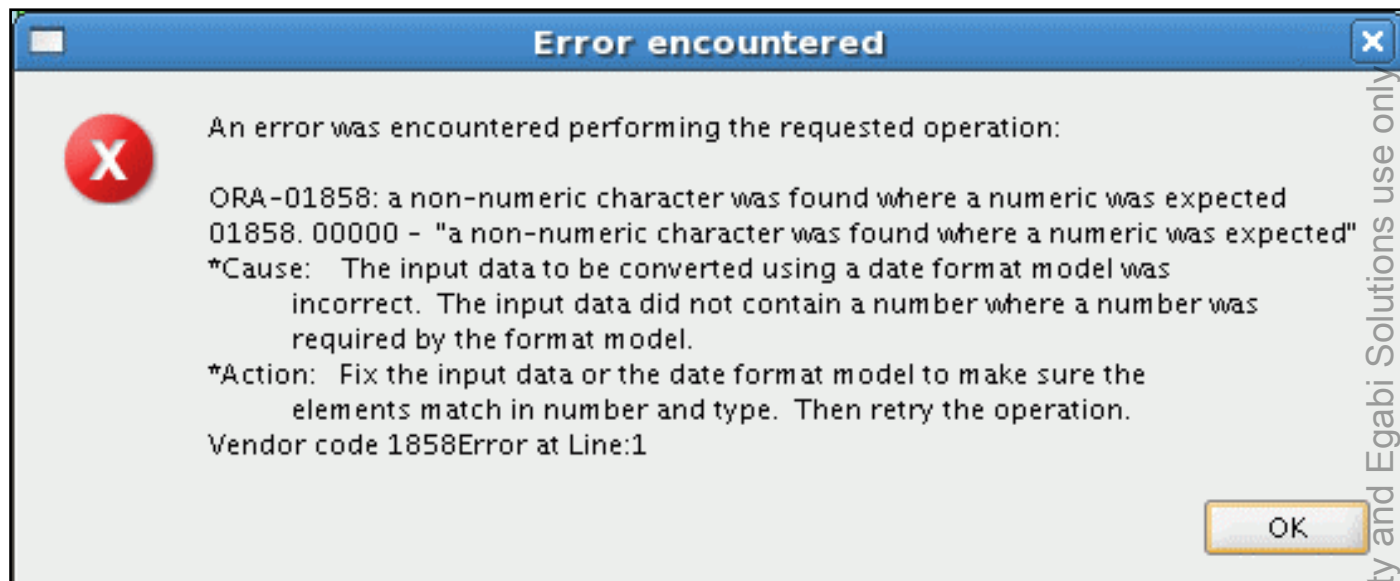 Error encountered
An error was encountered performing the requested operation:
ORA-01858: a non-numeric character was found where a numeric was expected
01858. 00000 - "a non-numeric character was found where a numeric was expected"
*Cause: The input data to be converted using a date format model was
incorrect. The input data did not contain a number where a number was
required by the format model.
*Action: Fix the input data or the date format model to make sure the
elements match in number and type. Then retry the operation.
Vendor code 1858Error at Line:1
OK
and Egabi Solutions use only